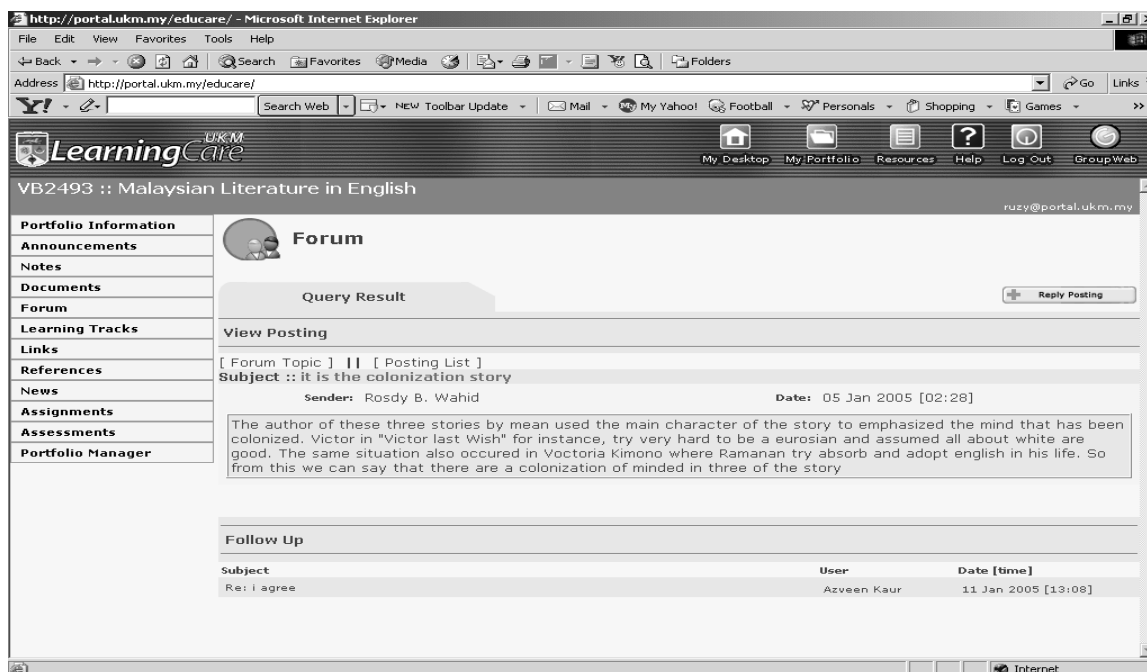 http://portal.ukm.my/educare/ - Microsoft Internet Explorer
File Edit View Favorites Tools Help
Back Search Favorites Media Folders
Address http://portal.ukm.my/educare/ Go Links
Y! Search Web NEW Toolbar Update Mail My Yahoo! Football Personals Shopping Games »
LearningCare UKM
My Desktop My Portfolio Resources Help Log Out GroupWeb
VB2493 :: Malaysian Literature in English
ruzy@portal.ukm.my
Portfolio Information
Announcements
Notes
Documents
Forum
Learning Tracks
Links
References
News
Assignments
Assessments
Portfolio Manager
Forum
Query Result
Reply Posting
View Posting
[ Forum Topic ] || [ Posting List ]
Subject :: it is the colonization story
Sender: Rosdy B. Wahid Date: 05 Jan 2005 [02:28]
The author of these three stories by mean used the main character of the story to emphasized the mind that has been
colonized. Victor in "Victor last Wish" for instance, try very hard to be a eurosian and assumed all about white are
good. The same situation also occured in Voctoria Kimono where Ramanan try absorb and adopt english in his life. So
from this we can say that there are a colonization of minded in three of the story
Follow Up
Subject User Date [time]
Re: i agree Azveen Kaur 11 Jan 2005 [13:08]
Internet